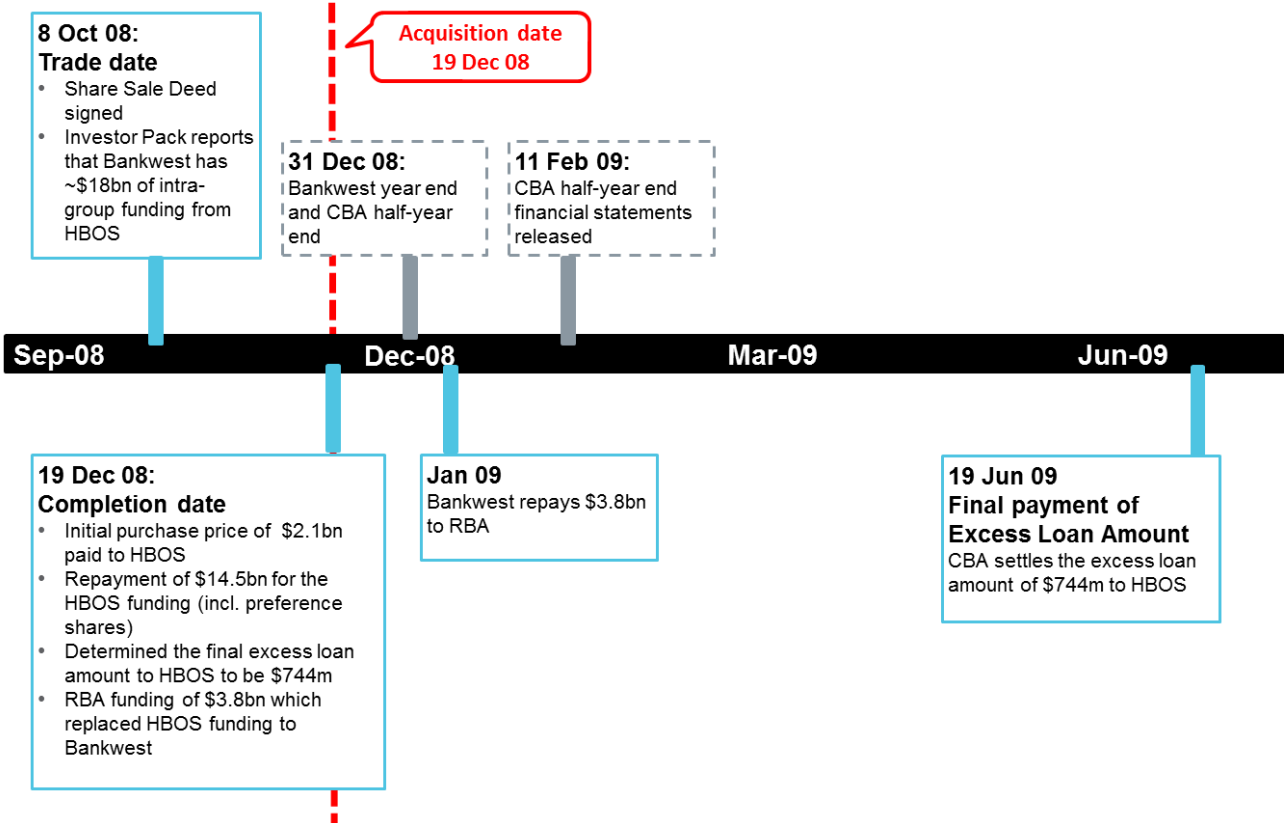 8 Oct 08:
Trade date
• Share Sale Deed
signed
• Investor Pack reports
that Bankwest has
~$18bn of intra-
group funding from
HBOS
Acquisition date
19 Dec 08
31 Dec 08:
Bankwest year end
and CBA half-year
end
11 Feb 09:
CBA half-year end
financial statements
released
Sep-08
Dec-08
Mar-09
Jun-09
19 Dec 08:
Completion date
• Initial purchase price of $2.1bn
paid to HBOS
• Repayment of $14.5bn for the
HBOS funding (incl. preference
shares)
• Determined the final excess loan
amount to HBOS to be $744m
• RBA funding of $3.8bn which
replaced HBOS funding to
Bankwest
Jan 09
Bankwest repays $3.8bn
to RBA
19 Jun 09
Final payment of
Excess Loan Amount
CBA settles the excess loan
amount of $744m to HBOS